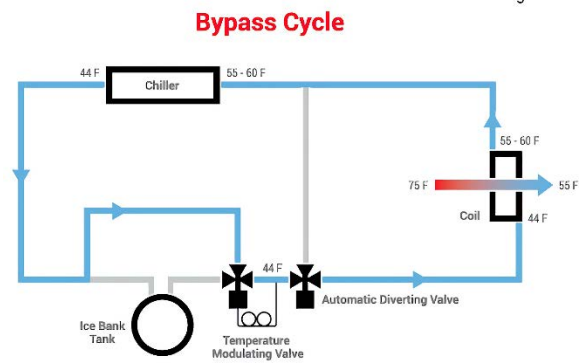 Bypass Cycle
44 F
Chiller
55 - 60 F
55 - 60 F
75 F
55 F
Coil
44 F
44 F
Automatic Diverting Valve
Ice Bank
Tank
Temperature
Modulating Valve